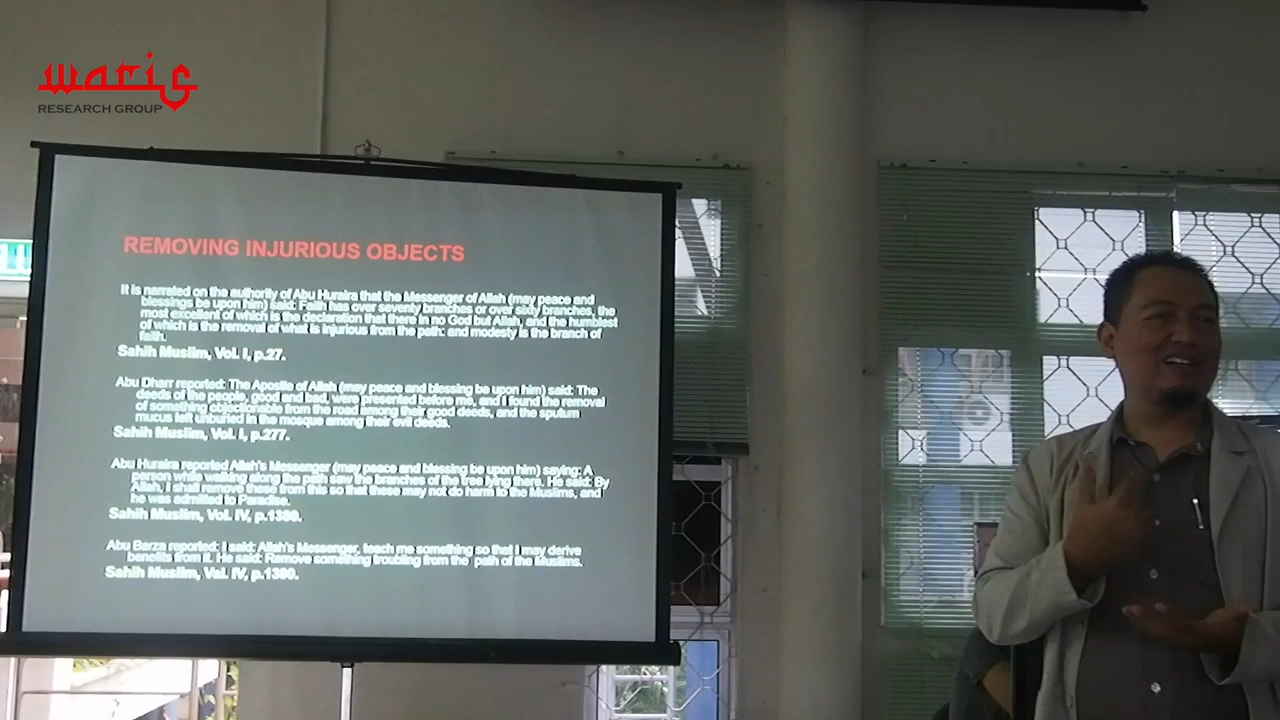 waris
RESEARCH GROUP
REMOVING INJURIOUS OBJECTS
It is narrated on the authority of Abu Huraira that the Messenger of Allah (may peace and
blessings be upon him) said: Faith has over seventy branches or over sixty branches, the
most excellent of which is the declaration that there is no God but Allah, and the humblest
of which is the removal of what is injurious from the path: and modesty is the branch of
faith.
Sahih Muslim, Vol. I, p.27.
Abu Dharr reported: The Apostle of Allah (may peace and blessing be upon him) said: The
deeds of the people, good and bad, were presented before me, and I found the removal
of something objectionable from the road among their good deeds, and the sputum
mucus left unburied in the mosque among their evil deeds.
Sahih Muslim, Vol. I, p.277.
Abu Huraira reported Allah's Messenger (may peace and blessing be upon him) saying: A
person while walking along the path saw the branches of the tree lying there. He said: By
Allah, I shall remove these from this so that these may not do harm to the Muslims, and
he was admitted to Paradise.
Sahih Muslim, Vol. IV, p.1380.
Abu Barza reported: I said: Allah's Messenger, teach me something so that I may derive
benefits from it. He said: Remove something troubling from the path of the Muslims.
Sahih Muslim, Vol. IV, p.1380.